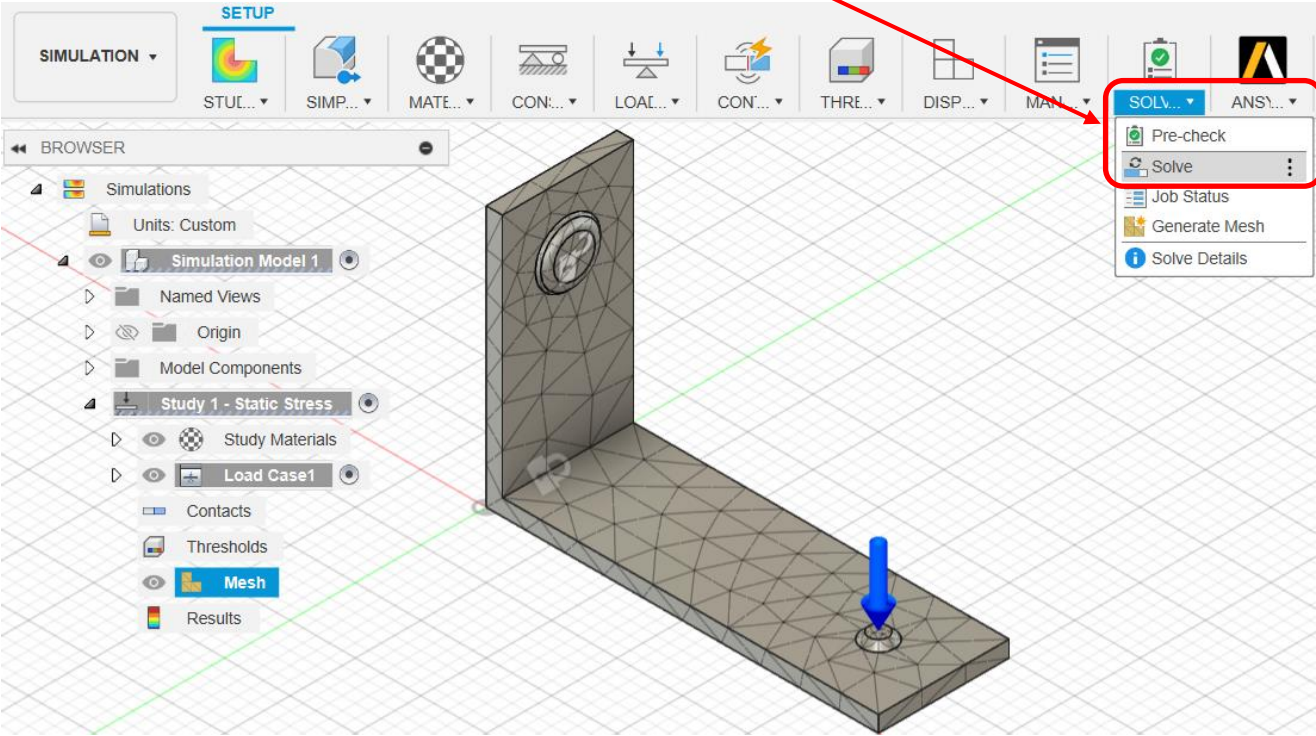 SETUP
SIMULATION
STUD... SIMP... MATE... CON:... LOAD... CON'... THRE... DISP... MAN... SOLV... ANSY...
BROWSER
Pre-check
Solve
Simulations
Job Status
Units: Custom
Generate Mesh
Simulation Model 1
Solve Details
Named Views
Origin
Model Components
Study 1 - Static Stress
Study Materials
Load Case1
Contacts
Thresholds
Mesh
Results